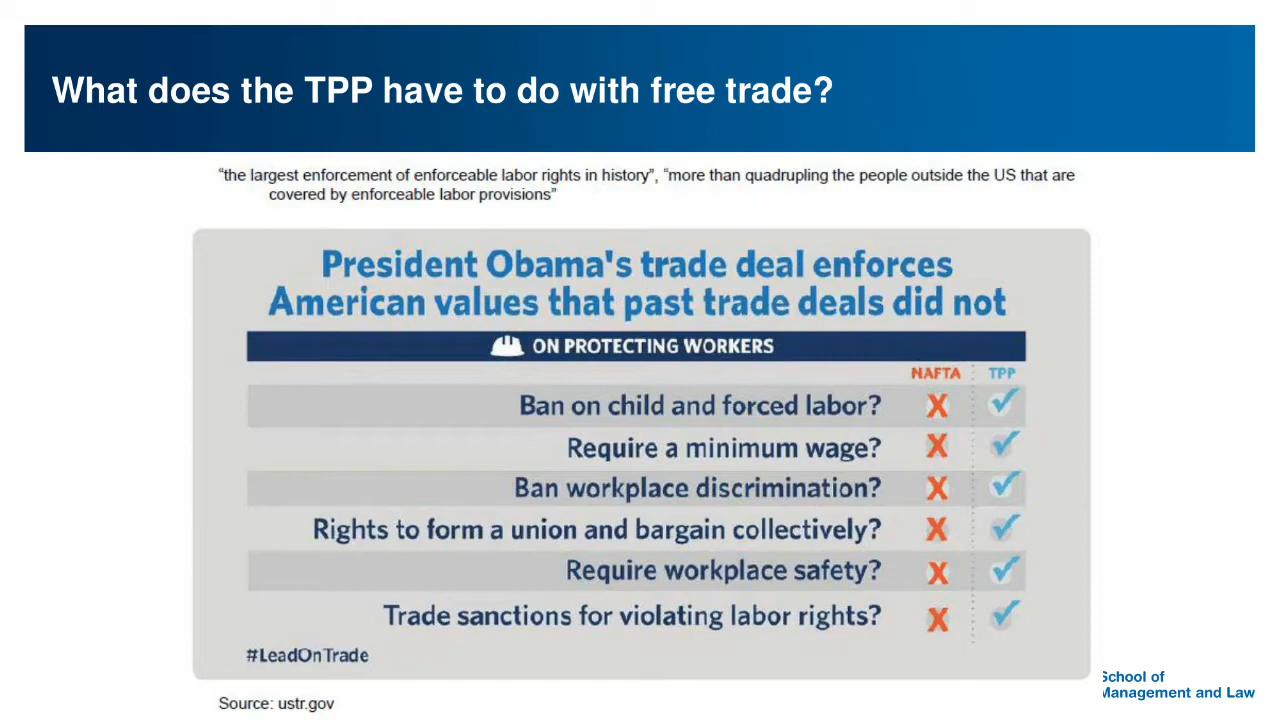 What does the TPP have to do with free trade?
“the largest enforcement of enforceable labor rights in history”, “more than quadrupling the people outside the US that are
covered by enforceable labor provisions”
President Obama's trade deal enforces
American values that past trade deals did not
ON PROTECTING WORKERS
NAFTA TPP
Ban on child and forced labor? X ✓
Require a minimum wage? X ✓
Ban workplace discrimination? X ✓
Rights to form a union and bargain collectively? X ✓
Require workplace safety? X ✓
Trade sanctions for violating labor rights? X ✓
#LeadOnTrade
Source: ustr.gov
School of
Management and Law